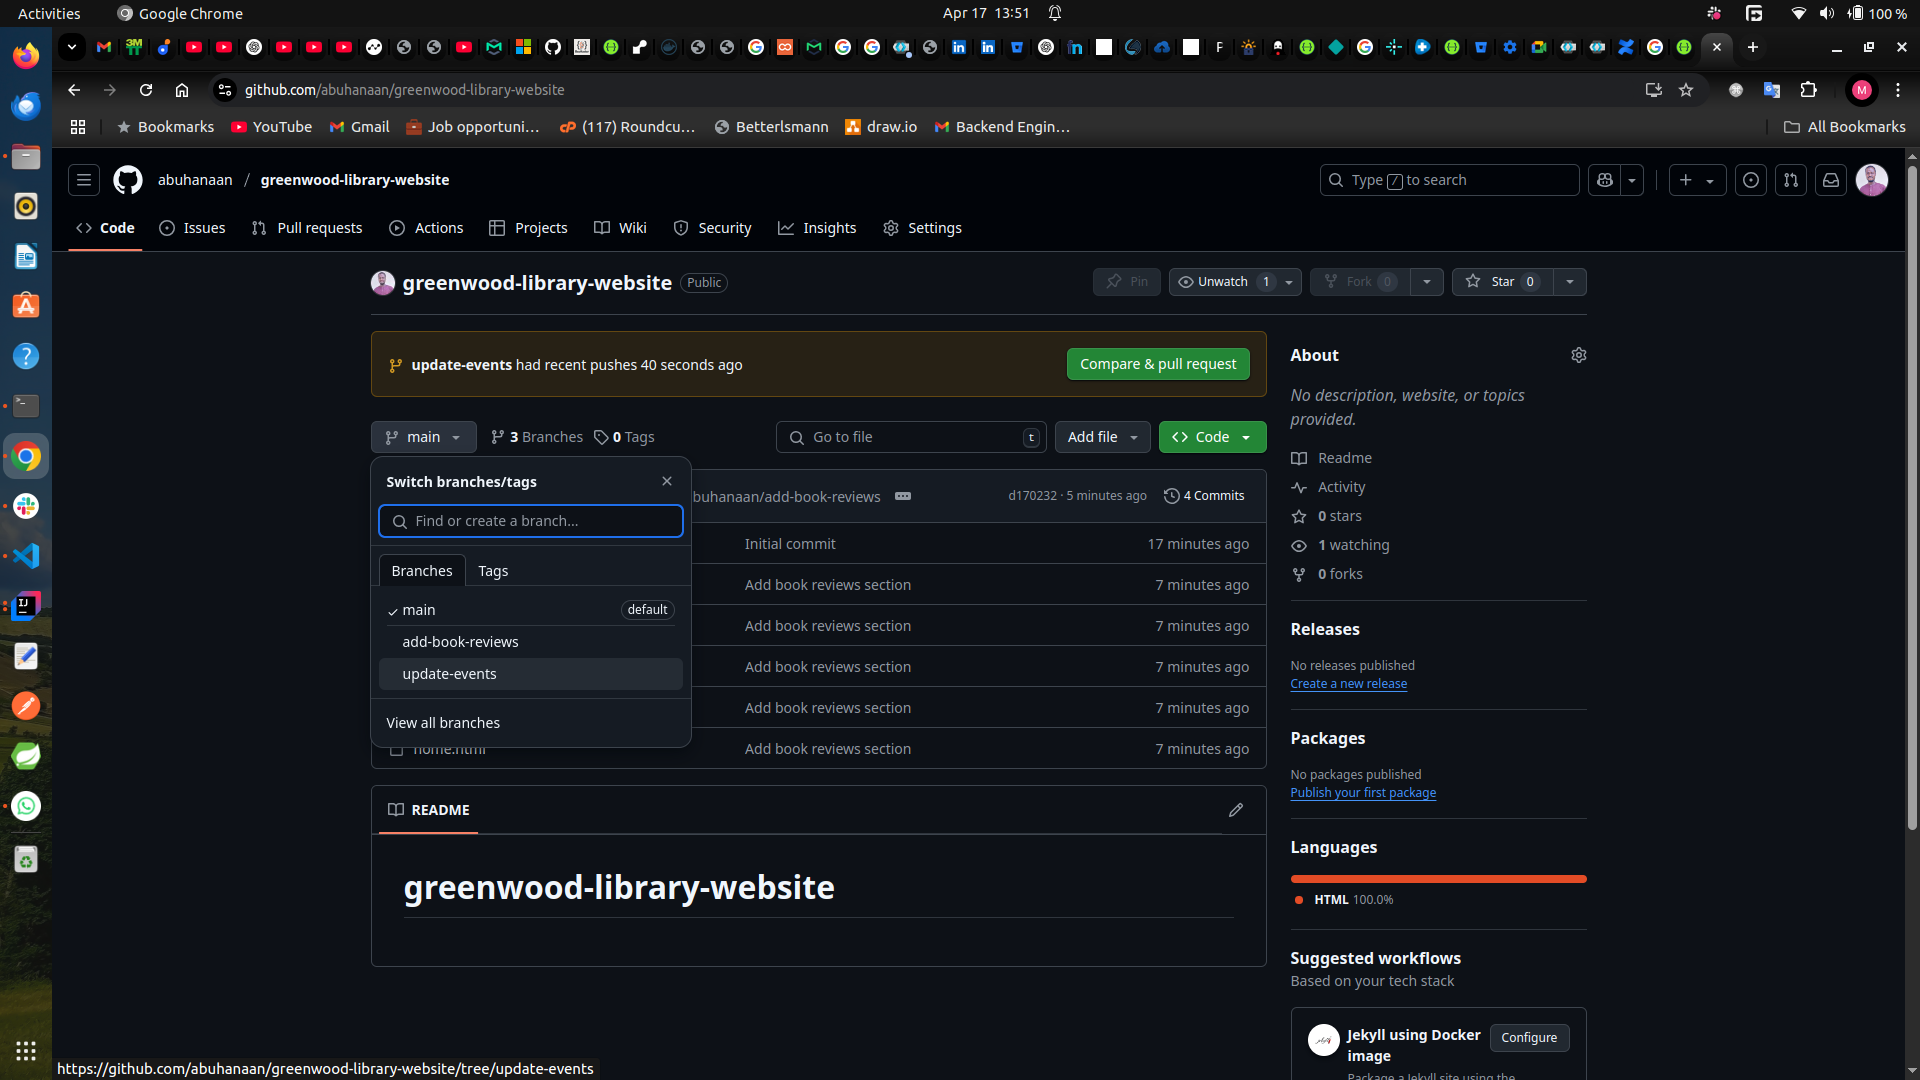 Activities
Google Chrome
Apr 17 13:51
100 %
github.com/abuhanaan/greenwood-library-website
M
Bookmarks
YouTube
Gmail
Job opportuni...
(117) Roundcu...
Betterlsmann
draw.io
Backend Engin...
All Bookmarks
abuhanaan / greenwood-library-website
Type / to search
Code
Issues
Pull requests
Actions
Projects
Wiki
Security
Insights
Settings
greenwood-library-website
Public
Pin
Unwatch 1
Fork 0
Star 0
update-events had recent pushes 40 seconds ago
Compare & pull request
main
3 Branches
0 Tags
Go to file
t
Add file
Code
Switch branches/tags
Find or create a branch...
Branches
Tags
main
default
add-book-reviews
update-events
View all branches
buhanaan/add-book-reviews
d170232 · 5 minutes ago
4 Commits
Initial commit
17 minutes ago
Add book reviews section
7 minutes ago
Add book reviews section
7 minutes ago
Add book reviews section
7 minutes ago
Add book reviews section
7 minutes ago
home.html
Add book reviews section
7 minutes ago
README
greenwood-library-website
About
No description, website, or topics
provided.
Readme
Activity
0 stars
1 watching
0 forks
Releases
No releases published
Create a new release
Packages
No packages published
Publish your first package
Languages
HTML 100.0%
Suggested workflows
Based on your tech stack
Jekyll using Docker
image
Configure
Package a Jekyll site using the
https://github.com/abuhanaan/greenwood-library-website/tree/update-events